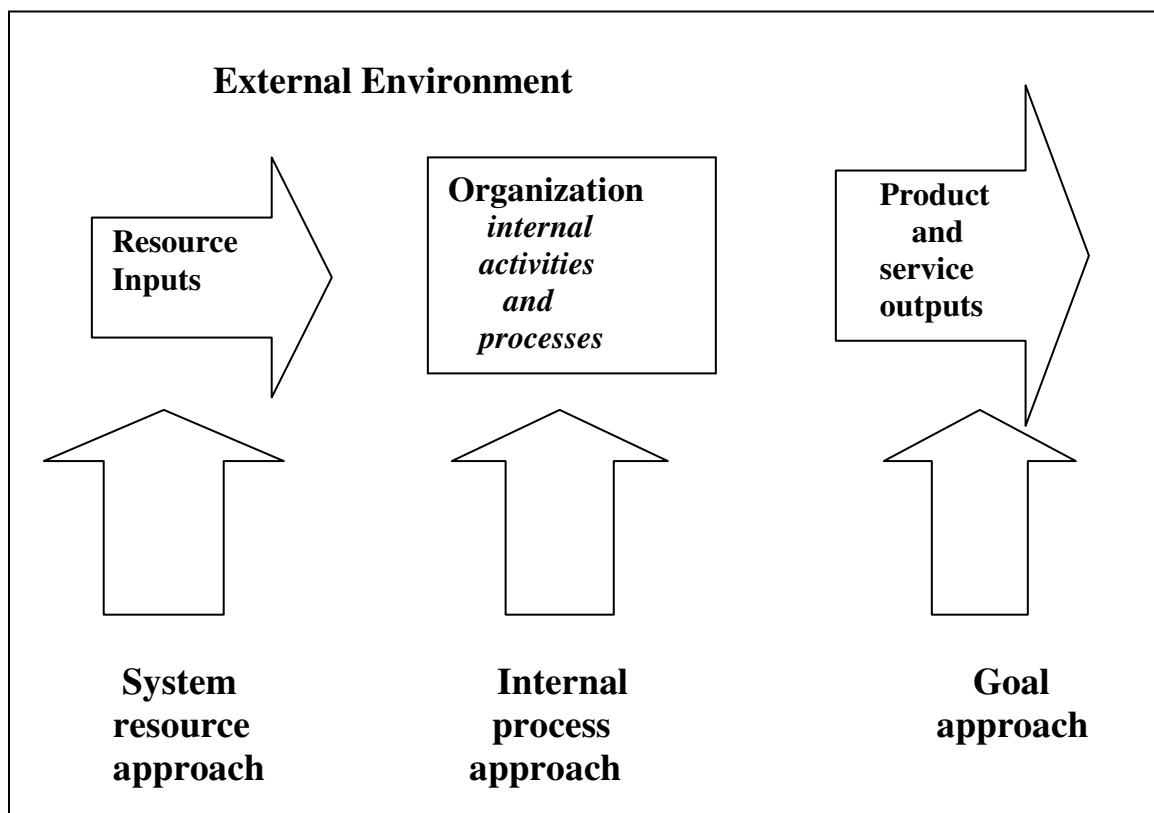 External Environment
Resource
Inputs
Organization
internal
activities
and
processes
Product
and
service
outputs
System
resource
approach
Internal
process
approach
Goal
approach